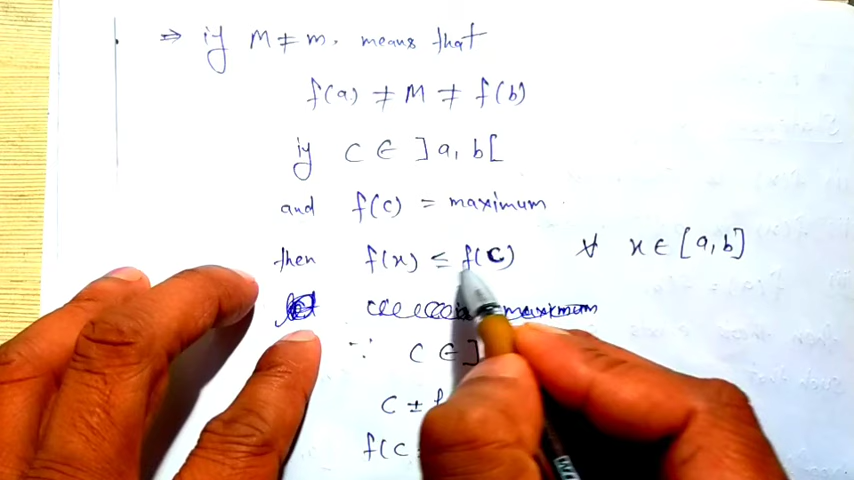 ⇒ if M ≠ m. means that
f(a) ≠ M ≠ f(b)
if C ∈ ]a, b[
and f(c) = maximum
then f(x) ≤ f(C) ∀ x ∈ [a, b]
∵ C ∈ ]
C ±
f(c